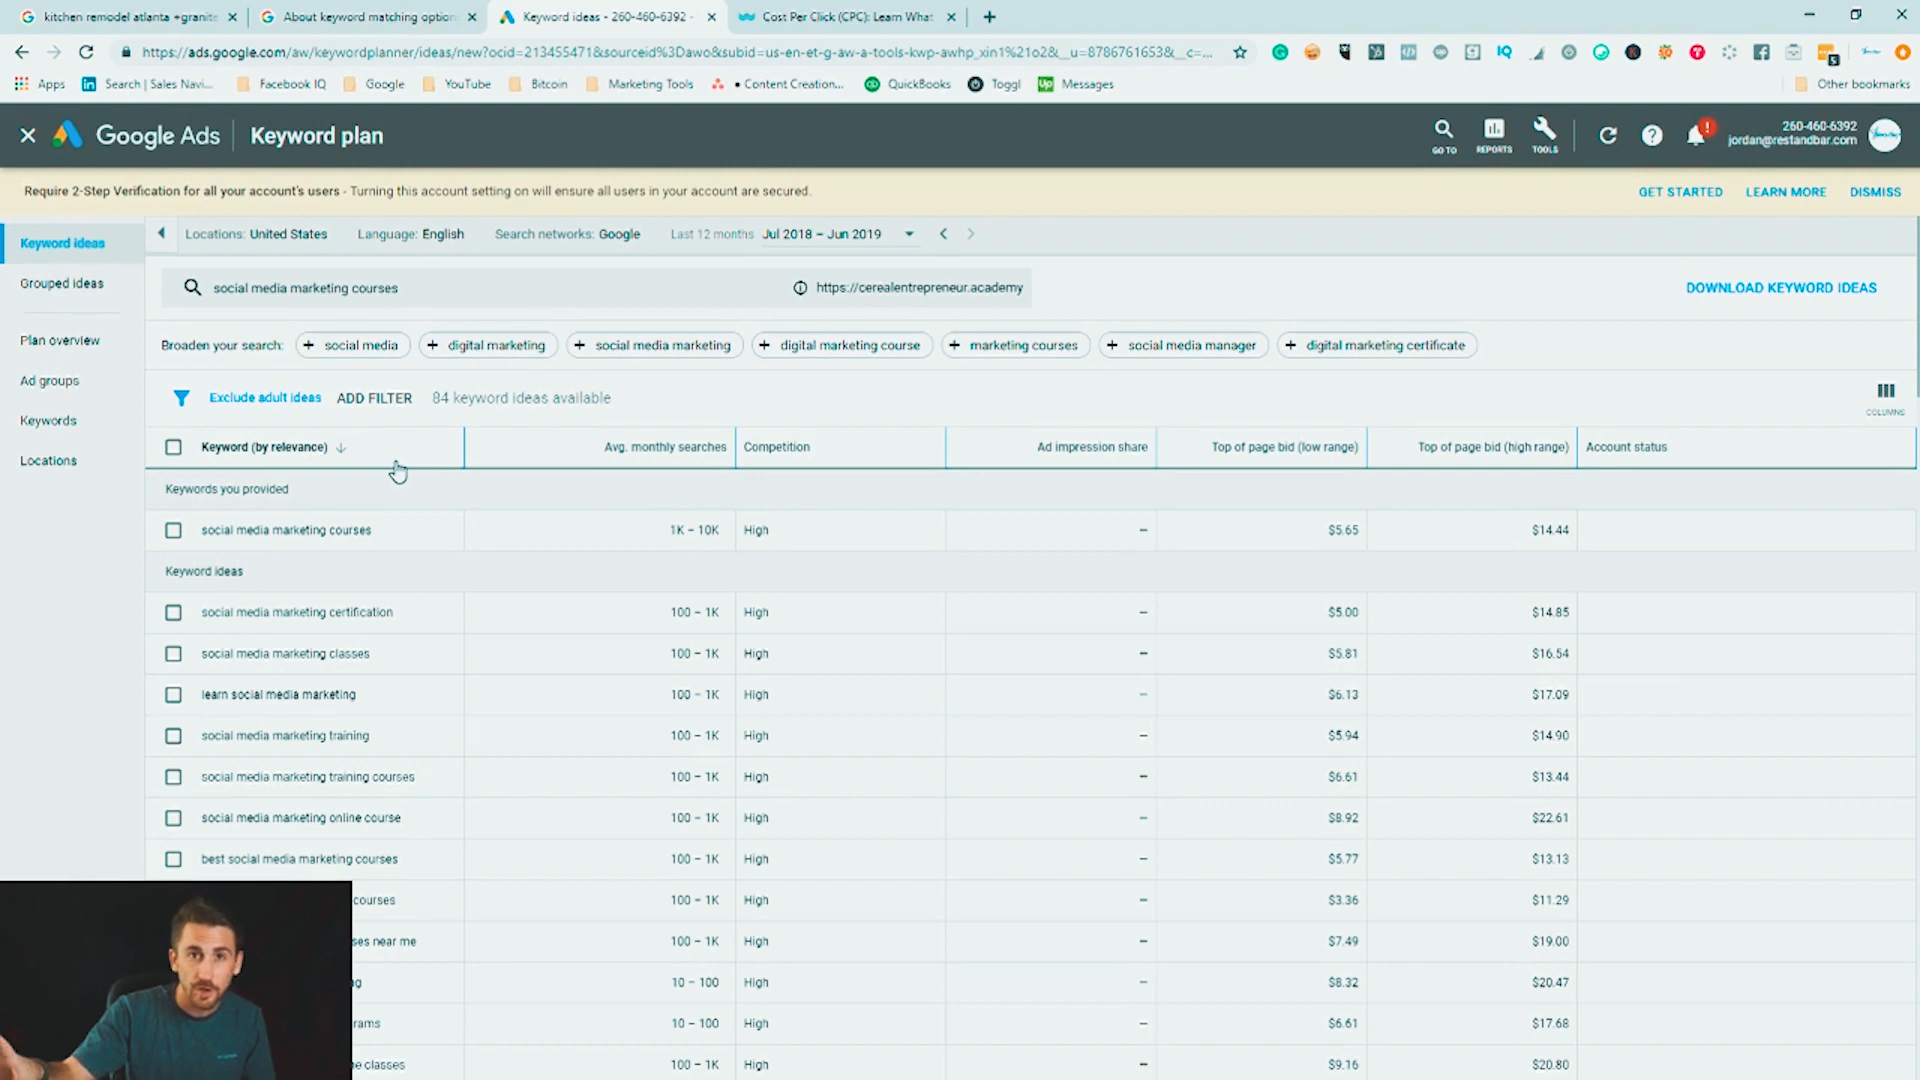 kitchen remodel atlanta +granite
About keyword matching option
Keyword ideas - 260-460-6392 -
Cost Per Click (CPC): Learn What
https://ads.google.com/aw/keywordplanner/ideas/new?ocid=213455471&sourceid%3Dawo&subid=us-en-et-g-aw-a-tools-kwp-awhp_xin1%21o2&__u=8786761653&__c=...
Apps
Search | Sales Navi...
Facebook IQ
Google
YouTube
Bitcoin
Marketing Tools
• Content Creation...
QuickBooks
Toggl
Messages
Other bookmarks
Google Ads
Keyword plan
GO TO
REPORTS
TOOLS
260-460-6392
jordan@restandbar.com
Require 2-Step Verification for all your account's users - Turning this account setting on will ensure all users in your account are secured.
GET STARTED
LEARN MORE
DISMISS
Keyword ideas
Grouped ideas
Plan overview
Ad groups
Keywords
Locations
Locations: United States
Language: English
Search networks: Google
Last 12 months
Jul 2018 – Jun 2019
social media marketing courses
https://cerealentrepreneur.academy
DOWNLOAD KEYWORD IDEAS
Broaden your search:
+ social media
+ digital marketing
+ social media marketing
+ digital marketing course
+ marketing courses
+ social media manager
+ digital marketing certificate
Exclude adult ideas
ADD FILTER
84 keyword ideas available
COLUMNS
Keyword (by relevance)
Avg. monthly searches
Competition
Ad impression share
Top of page bid (low range)
Top of page bid (high range)
Account status
Keywords you provided
social media marketing courses 1K – 10K High – $5.65 $14.44
Keyword ideas
social media marketing certification 100 – 1K High – $5.00 $14.85
social media marketing classes 100 – 1K High – $5.81 $16.54
learn social media marketing 100 – 1K High – $6.13 $17.09
social media marketing training 100 – 1K High – $5.94 $14.90
social media marketing training courses 100 – 1K High – $6.61 $13.44
social media marketing online course 100 – 1K High – $8.92 $22.61
best social media marketing courses 100 – 1K High – $5.77 $13.13
courses 100 – 1K High – $3.36 $11.29
ses near me 100 – 1K High – $7.49 $19.00
g 10 – 100 High – $8.32 $20.47
rams 10 – 100 High – $6.61 $17.68
e classes 100 – 1K High – $9.16 $20.80